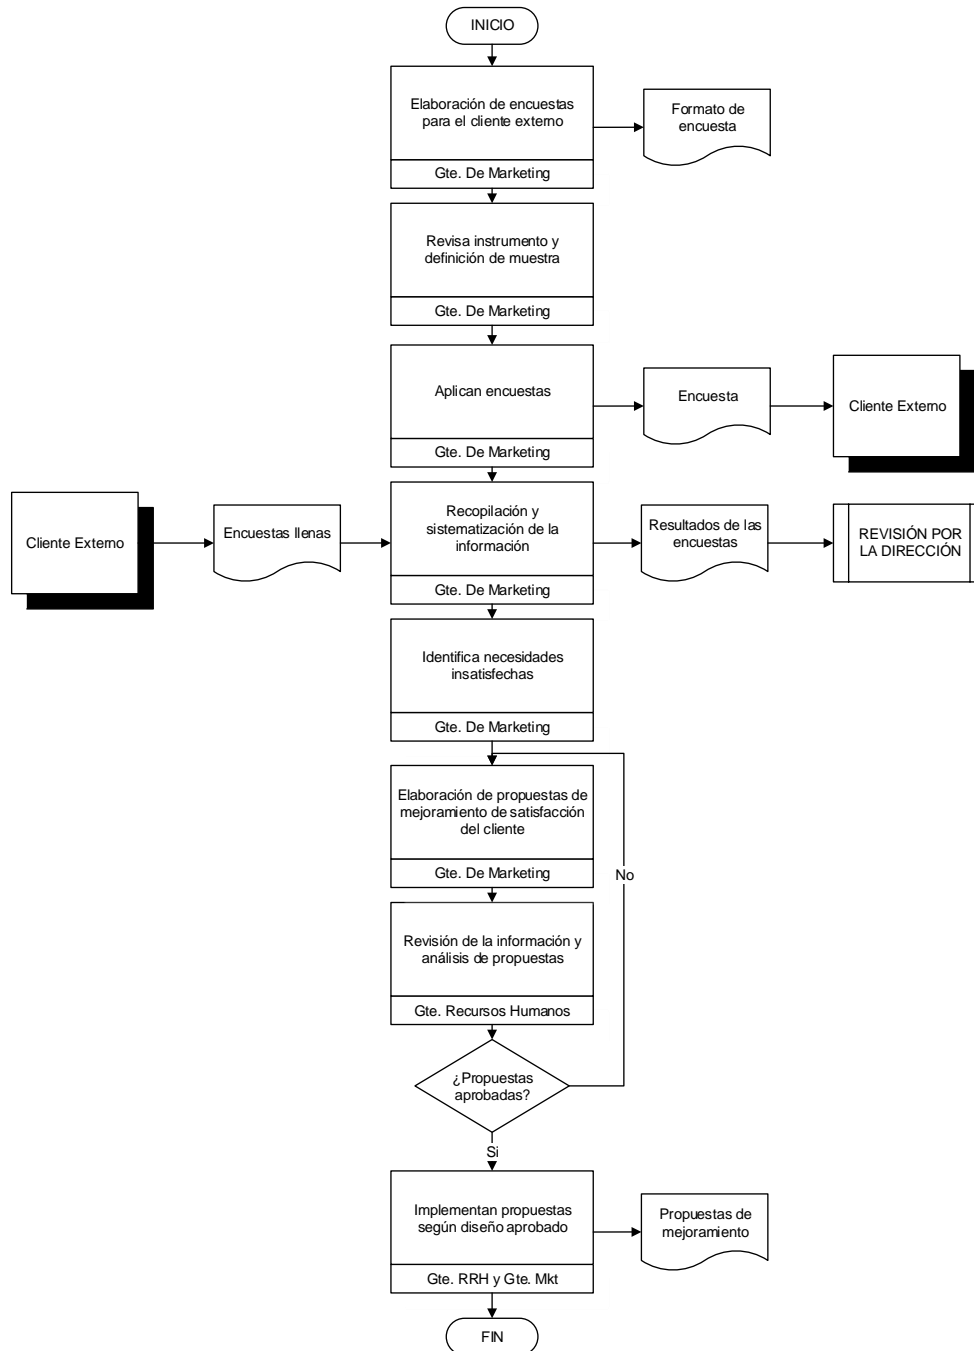 INICIO
Elaboración de encuestas
para el cliente externo
Gte. De Marketing
Formato de
encuesta
Revisa instrumento y
definición de muestra
Gte. De Marketing
Aplican encuestas
Gte. De Marketing
Encuesta
Cliente Externo
Cliente Externo
Encuestas llenas
Recopilación y
sistematización de la
información
Gte. De Marketing
Resultados de las
encuestas
REVISIÓN POR
LA DIRECCIÓN
Identifica necesidades
insatisfechas
Gte. De Marketing
Elaboración de propuestas de
mejoramiento de satisfacción
del cliente
Gte. De Marketing
No
Revisión de la información y
análisis de propuestas
Gte. Recursos Humanos
¿Propuestas
aprobadas?
Si
Implementan propuestas
según diseño aprobado
Gte. RRH y Gte. Mkt
Propuestas de
mejoramiento
FIN